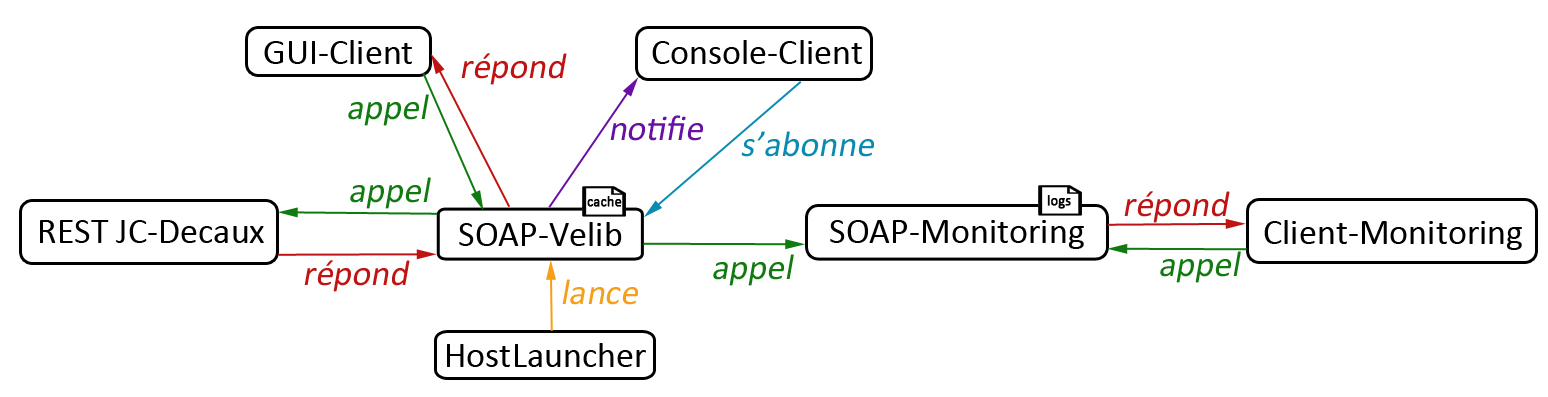 GUI-Client
répond
Console-Client
appel
notifie
s'abonne
appel
cache
logs
répond
REST JC-Decaux
SOAP-Velib
SOAP-Monitoring
Client-Monitoring
répond
appel
appel
lance
HostLauncher